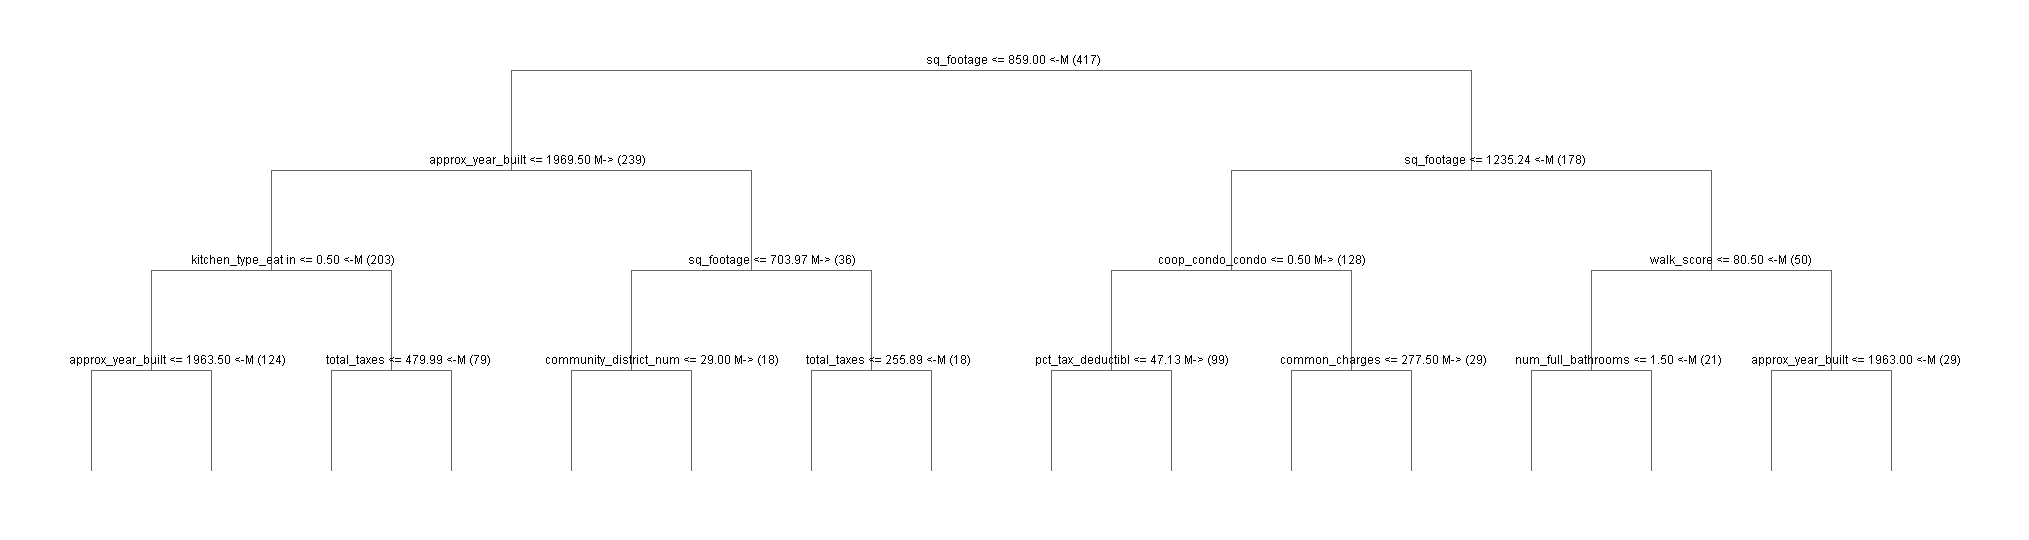 sq_footage <= 859.00 <-M (417)
approx_year_built <= 1969.50 M-> (239)
sq_footage <= 1235.24 <-M (178)
kitchen_type_eat in <= 0.50 <-M (203)
sq_footage <= 703.97 M-> (36)
coop_condo_condo <= 0.50 M-> (128)
walk_score <= 80.50 <-M (50)
approx_year_built <= 1963.50 <-M (124)
total_taxes <= 479.99 <-M (79)
community_district_num <= 29.00 M-> (18)
total_taxes <= 255.89 <-M (18)
pct_tax_deductibl <= 47.13 M-> (99)
common_charges <= 277.50 M-> (29)
num_full_bathrooms <= 1.50 <-M (21)
approx_year_built <= 1963.00 <-M (29)